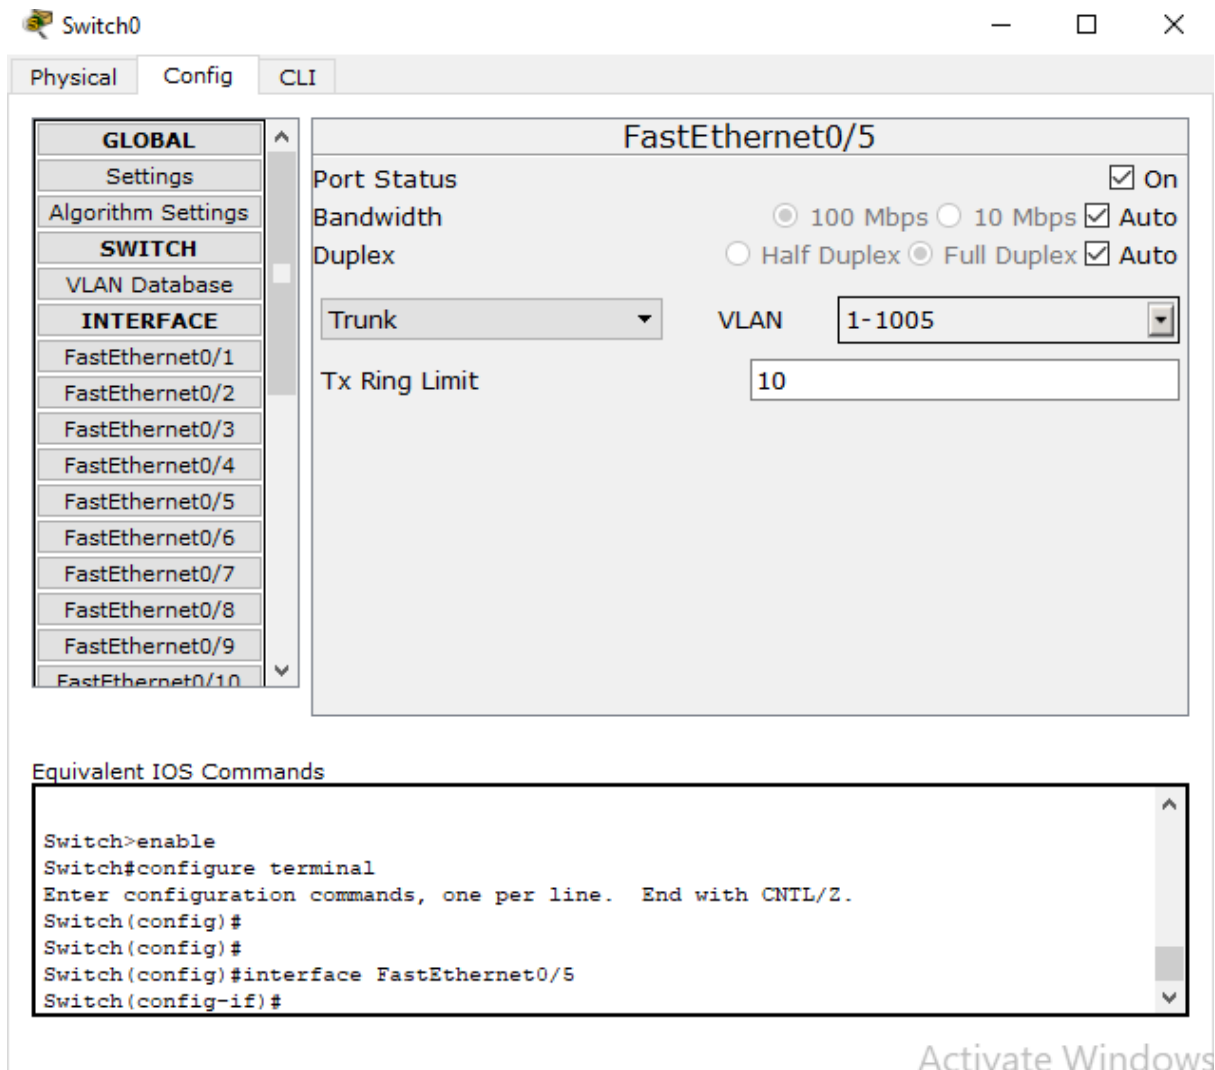 Switch0
Physical Config CLI
GLOBAL
Settings
Algorithm Settings
SWITCH
VLAN Database
INTERFACE
FastEthernet0/1
FastEthernet0/2
FastEthernet0/3
FastEthernet0/4
FastEthernet0/5
FastEthernet0/6
FastEthernet0/7
FastEthernet0/8
FastEthernet0/9
FastEthernet0/10
FastEthernet0/5
Port Status On
Bandwidth 100 Mbps 10 Mbps Auto
Duplex Half Duplex Full Duplex Auto
Trunk VLAN 1-1005
Tx Ring Limit 10
Equivalent IOS Commands
Switch>enable
Switch#configure terminal
Enter configuration commands, one per line.  End with CNTL/Z.
Switch(config)#
Switch(config)#
Switch(config)#interface FastEthernet0/5
Switch(config-if)#
Activate Windows